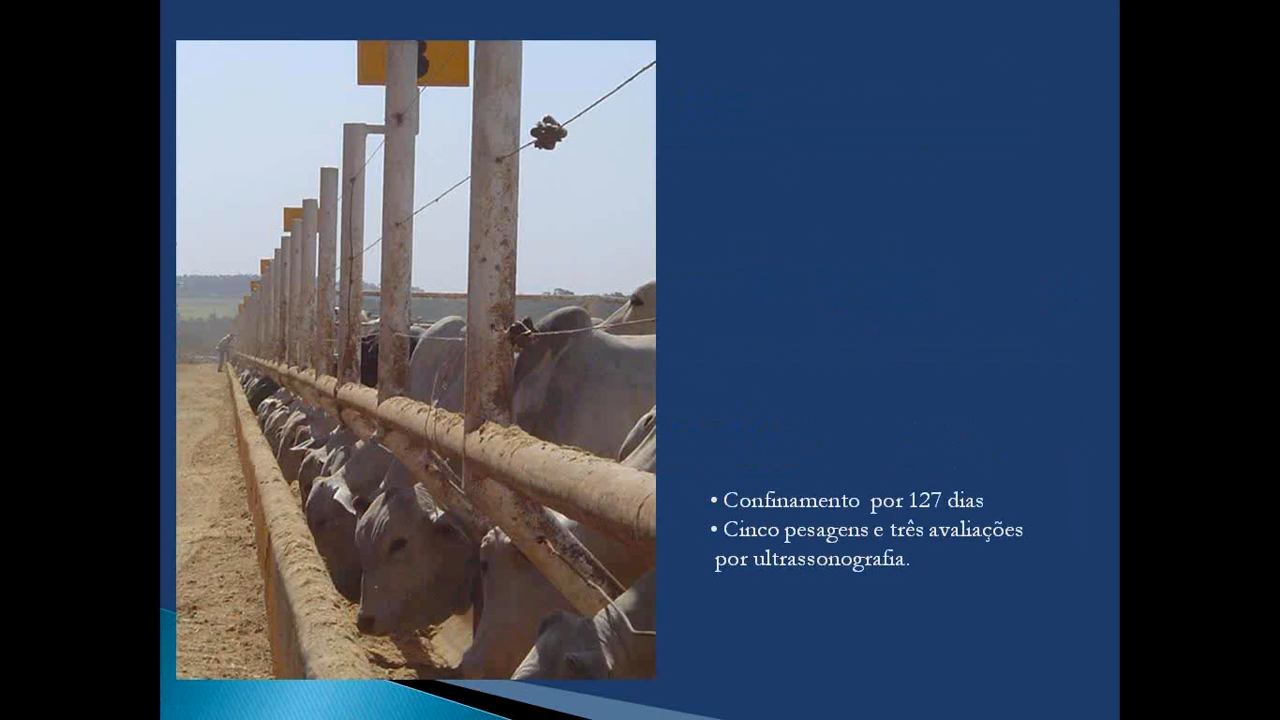 • Confinamento  por 127 dias
• Cinco pesagens e três avaliações
por ultrassonografia.